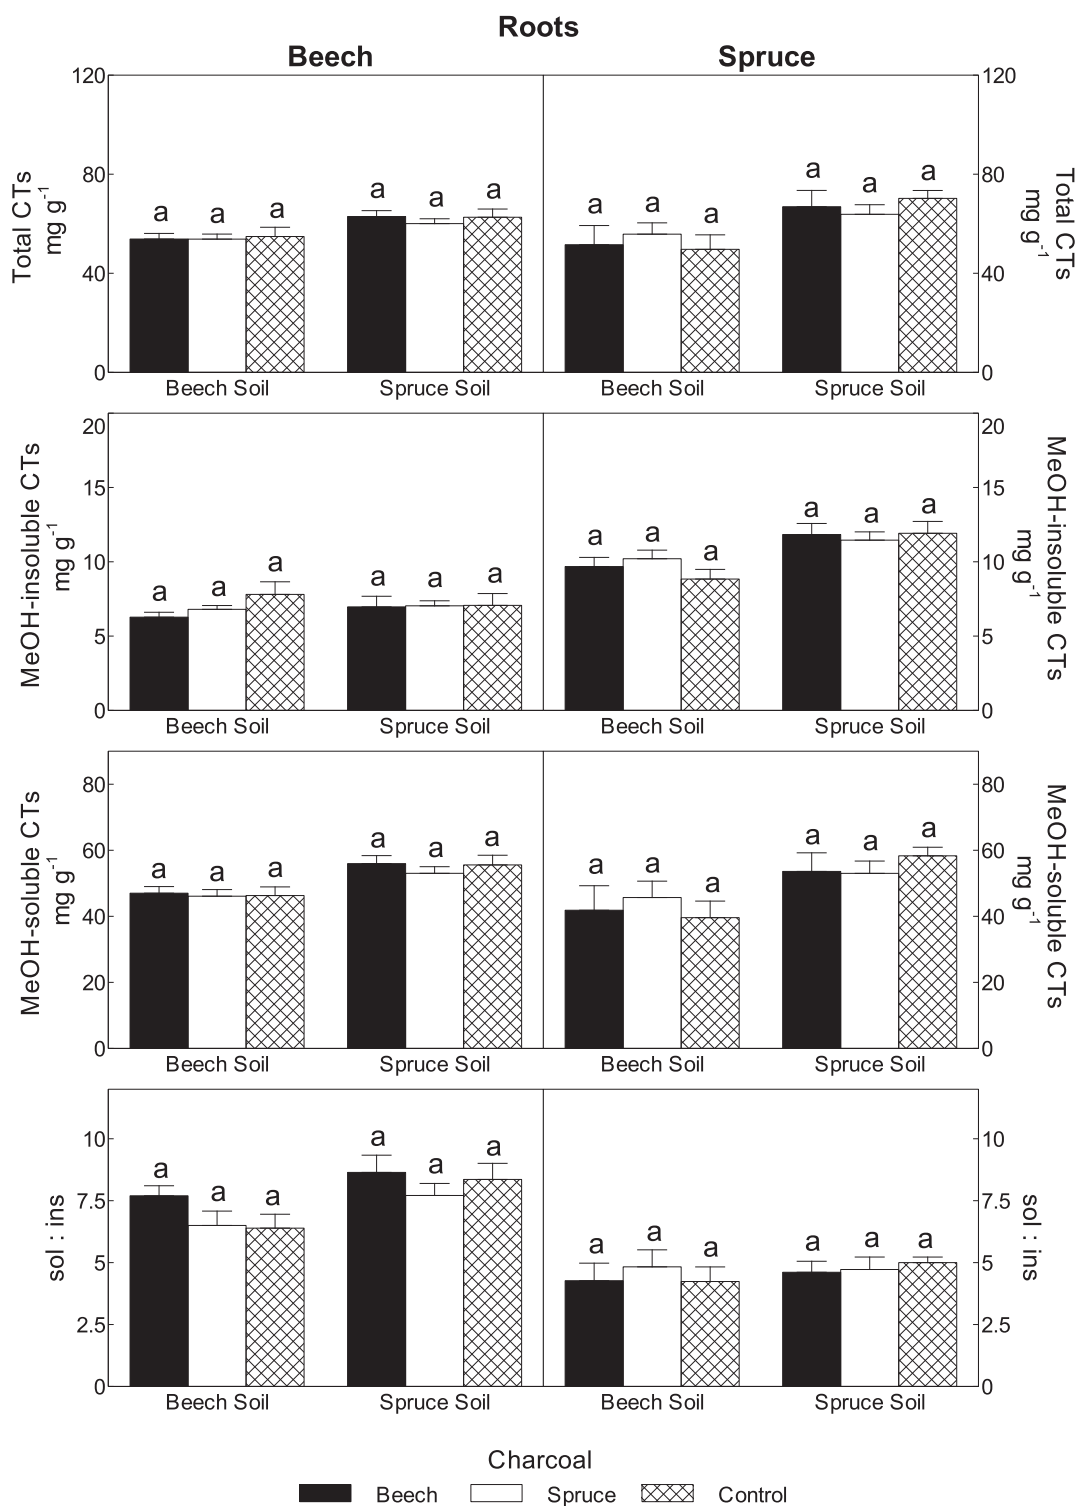 Roots
Beech Spruce
120 120
a a a a a a a a a a a a
80 80
Total CTs
mg g-1
Total CTs
mg g-1
40 40
0 0
Beech Soil Spruce Soil Beech Soil Spruce Soil
20 20
15 15
a a a a a a a a a a a a
MeOH-insoluble CTs
mg g-1
MeOH-insoluble CTs
mg g-1
10 10
5 5
0 0
Beech Soil Spruce Soil Beech Soil Spruce Soil
80 80
a a a a a a a a a a a a
MeOH-soluble CTs
mg g-1
MeOH-soluble CTs
mg g-1
60 60
40 40
20 20
0 0
Beech Soil Spruce Soil Beech Soil Spruce Soil
10 10
a a a a a a a a a a a a
7.5 7.5
sol : ins
sol : ins
5 5
2.5 2.5
0 0
Beech Soil Spruce Soil Beech Soil Spruce Soil
Charcoal
Beech Spruce Control